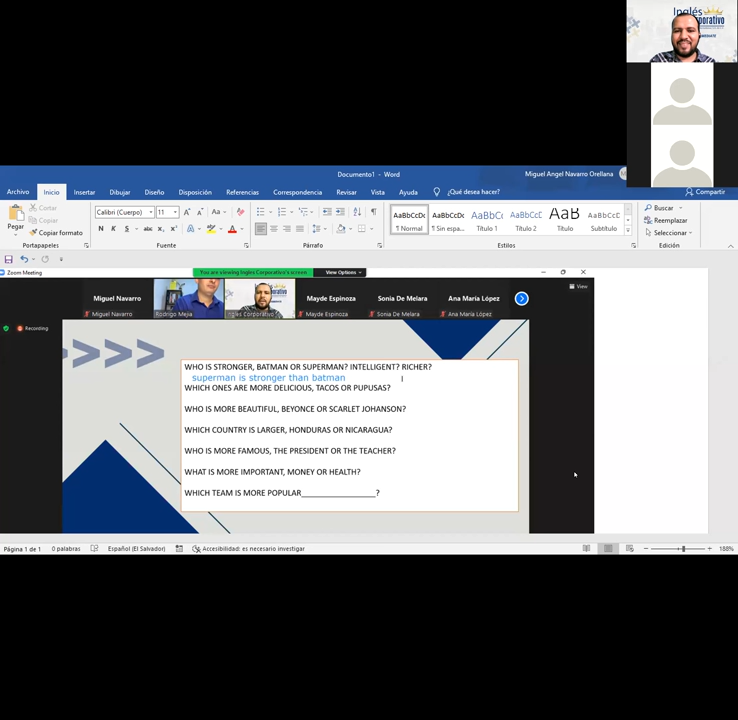 Inglés
Corporativo
Documento1 - Word
Miguel Angel Navarro Orellana
Archivo Inicio Insertar Dibujar Diseño Disposición Referencias Correspondencia Revisar Vista Ayuda ¿Qué desea hacer? Compartir
Pegar
Cortar
Copiar
Copiar formato
Portapapeles
Calibri (Cuerpo) 11
Fuente
Párrafo
AaBbCcDc AaBbCcDc AaBbCc AaBbCcC AaB AaBbCcC
¶ Normal ¶ Sin espa... Título 1 Título 2 Título Subtítulo
Estilos
Buscar
Reemplazar
Seleccionar
Edición
Zoom Meeting
You are viewing Ingles Corporativo's screen View Options
View
Recording
Miguel Navarro
Miguel Navarro
Rodrigo Mejia
Ingles Corporativo
Mayde Espinoza
Mayde Espinoza
Sonia De Melara
Sonia De Melara
Ana María López
Ana María López
WHO IS STRONGER, BATMAN OR SUPERMAN? INTELLIGENT? RICHER?
superman is stronger than batman
WHICH ONES ARE MORE DELICIOUS, TACOS OR PUPUSAS?
WHO IS MORE BEAUTIFUL, BEYONCE OR SCARLET JOHANSON?
WHICH COUNTRY IS LARGER, HONDURAS OR NICARAGUA?
WHO IS MORE FAMOUS, THE PRESIDENT OR THE TEACHER?
WHAT IS MORE IMPORTANT, MONEY OR HEALTH?
WHICH TEAM IS MORE POPULAR_________________?
Página 1 de 1 0 palabras Español (El Salvador) Accesibilidad: es necesario investigar 188%